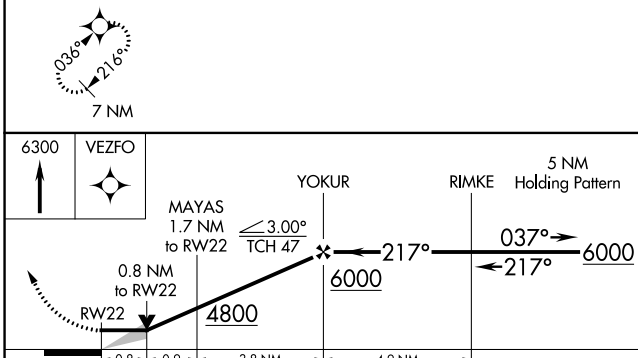 036°
216°
7 NM
6300
VEZFO
MAYAS
1.7 NM
to RW22
3.00°
TCH 47
YOKUR
RIMKE
5 NM
Holding Pattern
217°
037°
217°
6000
6000
0.8 NM
to RW22
RW22
4800